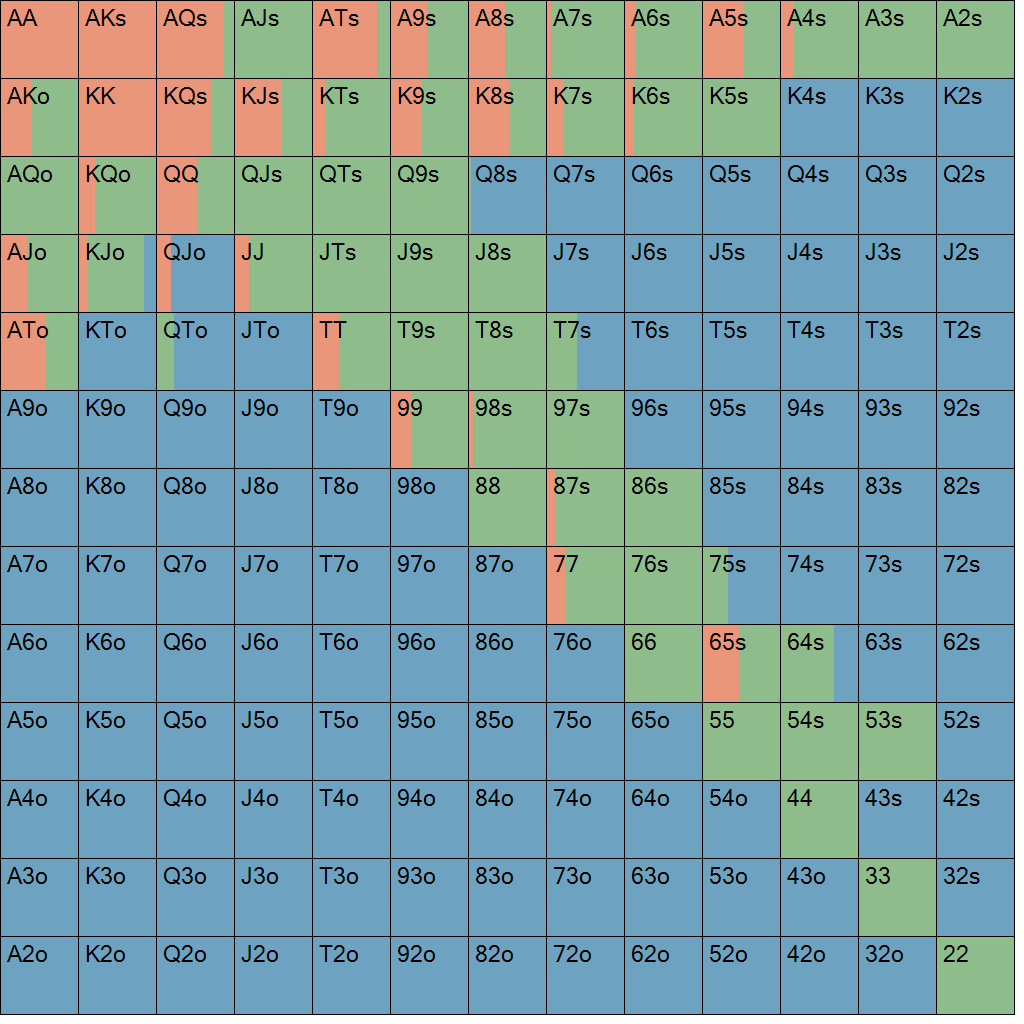 AA AKs AQs AJs ATs A9s A8s A7s A6s A5s A4s A3s A2s
AKo KK KQs KJs KTs K9s K8s K7s K6s K5s K4s K3s K2s
AQo KQo QQ QJs QTs Q9s Q8s Q7s Q6s Q5s Q4s Q3s Q2s
AJo KJo QJo JJ JTs J9s J8s J7s J6s J5s J4s J3s J2s
ATo KTo QTo JTo TT T9s T8s T7s T6s T5s T4s T3s T2s
A9o K9o Q9o J9o T9o 99 98s 97s 96s 95s 94s 93s 92s
A8o K8o Q8o J8o T8o 98o 88 87s 86s 85s 84s 83s 82s
A7o K7o Q7o J7o T7o 97o 87o 77 76s 75s 74s 73s 72s
A6o K6o Q6o J6o T6o 96o 86o 76o 66 65s 64s 63s 62s
A5o K5o Q5o J5o T5o 95o 85o 75o 65o 55 54s 53s 52s
A4o K4o Q4o J4o T4o 94o 84o 74o 64o 54o 44 43s 42s
A3o K3o Q3o J3o T3o 93o 83o 73o 63o 53o 43o 33 32s
A2o K2o Q2o J2o T2o 92o 82o 72o 62o 52o 42o 32o 22